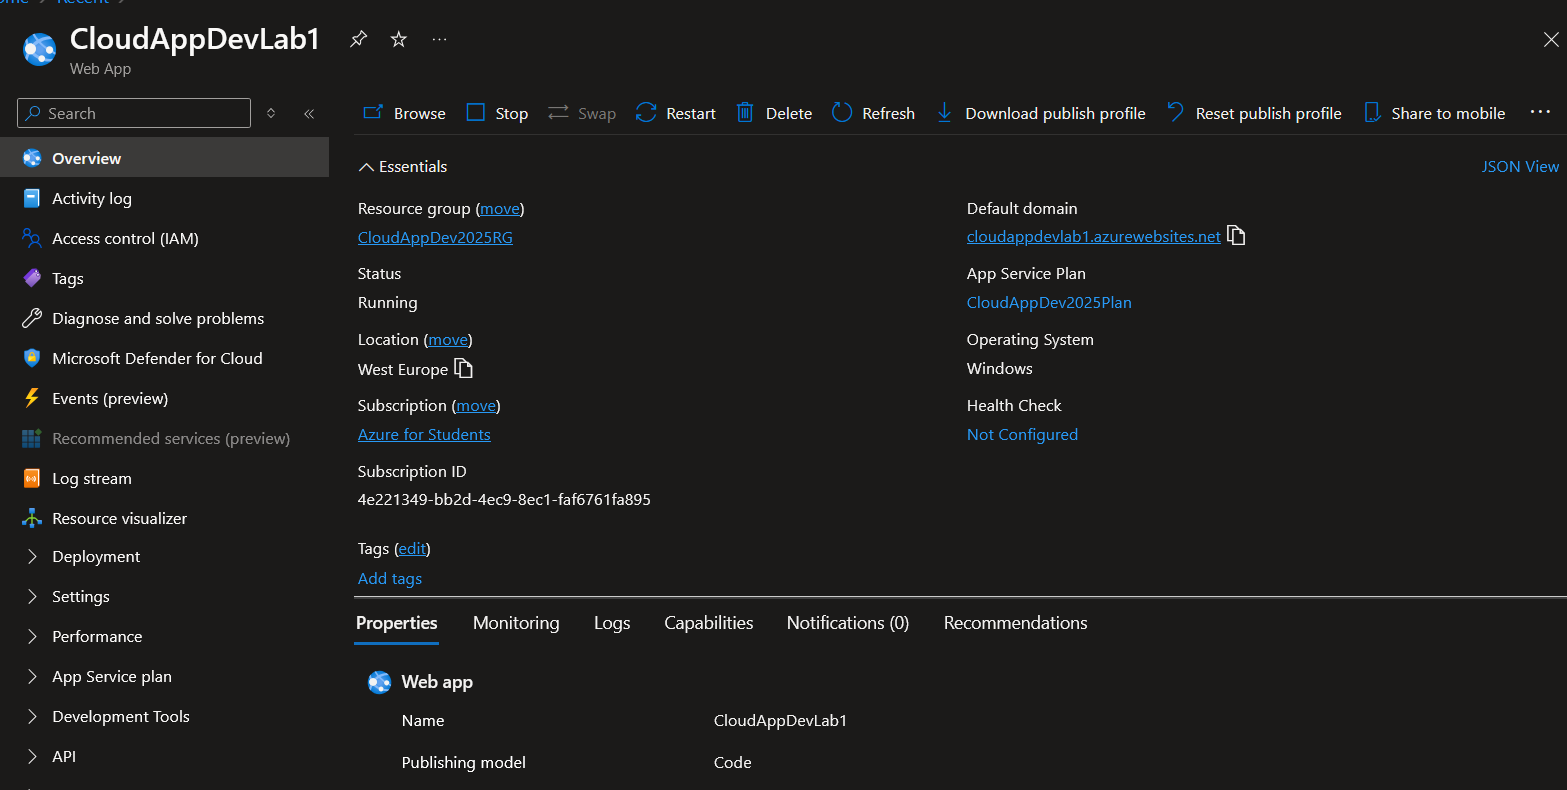 Recent
CloudAppDevLab1
Web App
Search
Browse
Stop
Swap
Restart
Delete
Refresh
Download publish profile
Reset publish profile
Share to mobile
Overview
Activity log
Access control (IAM)
Tags
Diagnose and solve problems
Microsoft Defender for Cloud
Events (preview)
Recommended services (preview)
Log stream
Resource visualizer
Deployment
Settings
Performance
App Service plan
Development Tools
API
Essentials
JSON View
Resource group (move)
CloudAppDev2025RG
Status
Running
Location (move)
West Europe
Subscription (move)
Azure for Students
Subscription ID
4e221349-bb2d-4ec9-8ec1-faf6761fa895
Default domain
cloudappdevlab1.azurewebsites.net
App Service Plan
CloudAppDev2025Plan
Operating System
Windows
Health Check
Not Configured
Tags (edit)
Add tags
Properties
Monitoring
Logs
Capabilities
Notifications (0)
Recommendations
Web app
Name CloudAppDevLab1
Publishing model Code